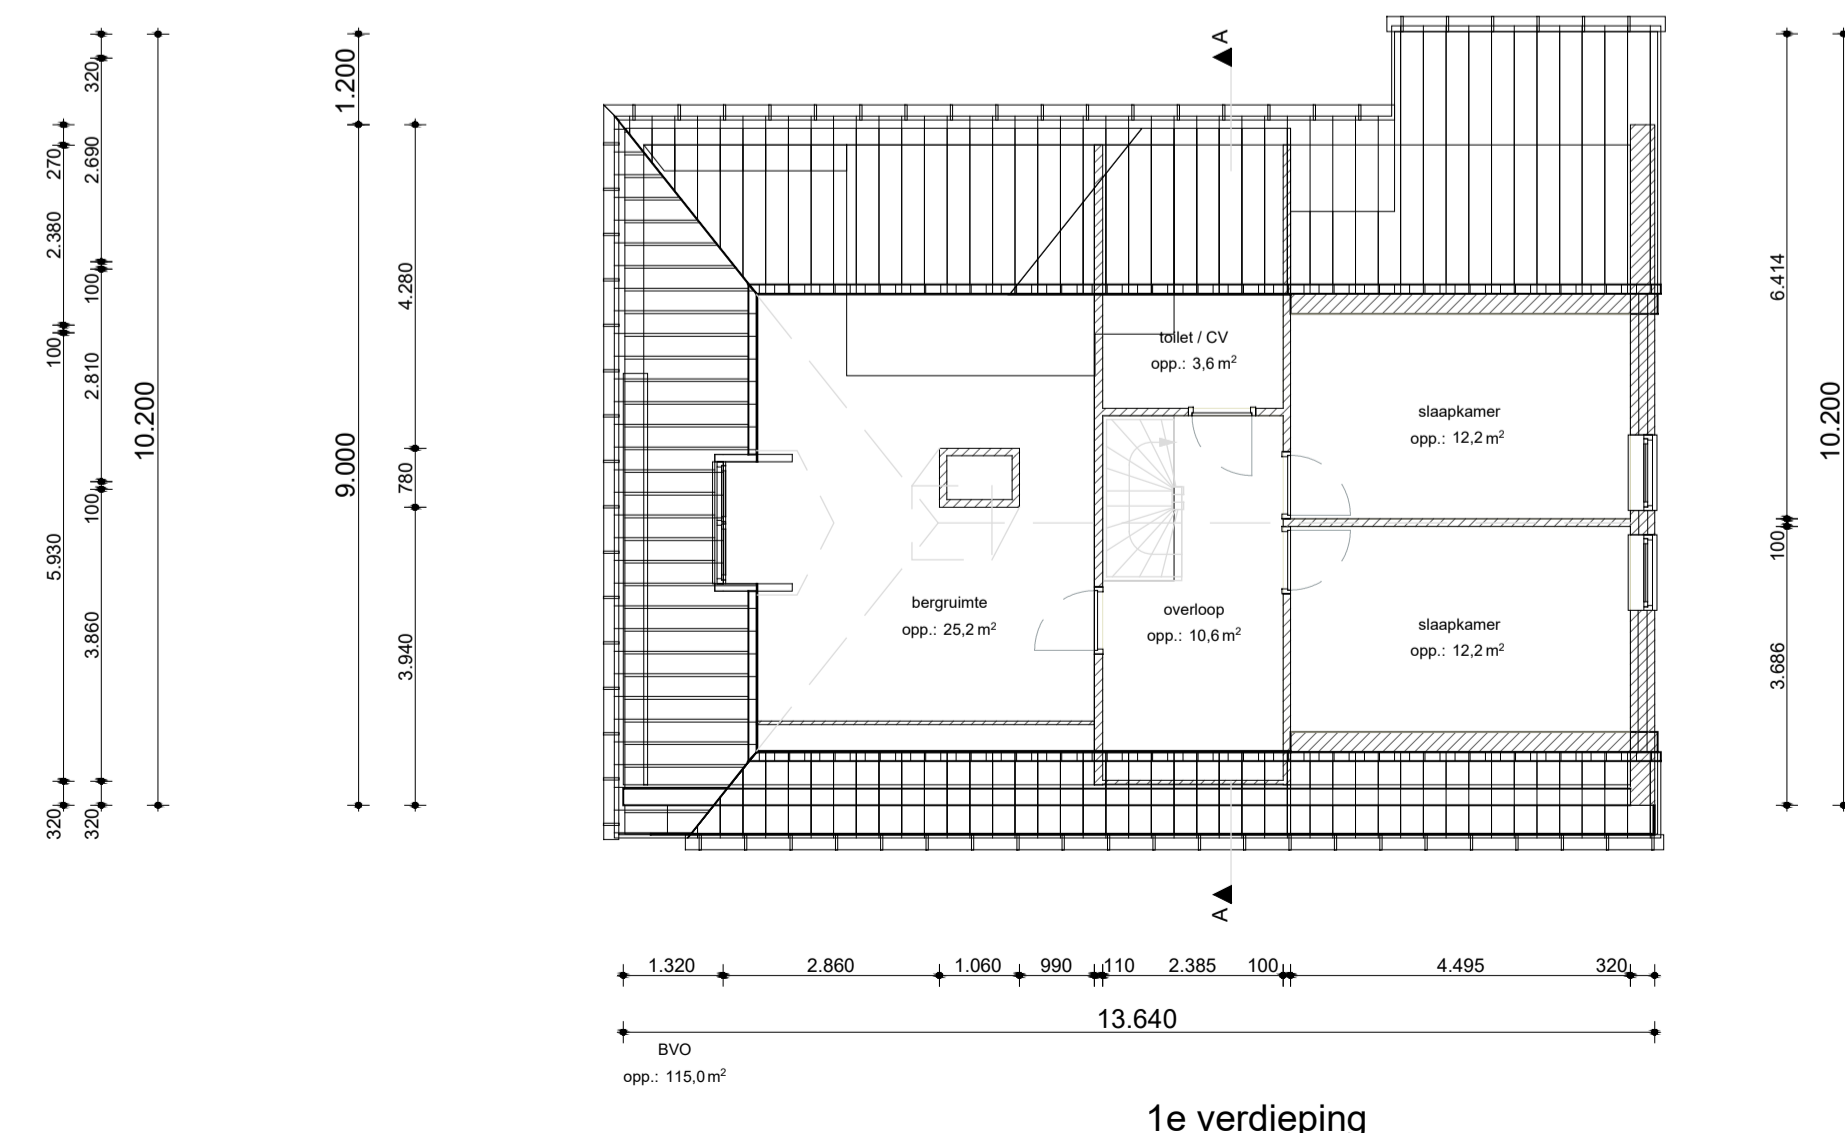 A
320
2.690
100
2.810
100
3.860
320
270
2.380
100
5.930
320
10.200
1.200
9.000
4.280
780
3.940
toilet / CV
opp.: 3,6 m²
slaapkamer
opp.: 12,2 m²
bergruimte
opp.: 25,2 m²
overloop
opp.: 10,6 m²
slaapkamer
opp.: 12,2 m²
6.414
100
3.686
10.200
A
1.320 2.860 1.060 990 110 2.385 100 4.495 320
13.640
BVO
opp.: 115,0 m²
1e verdieping